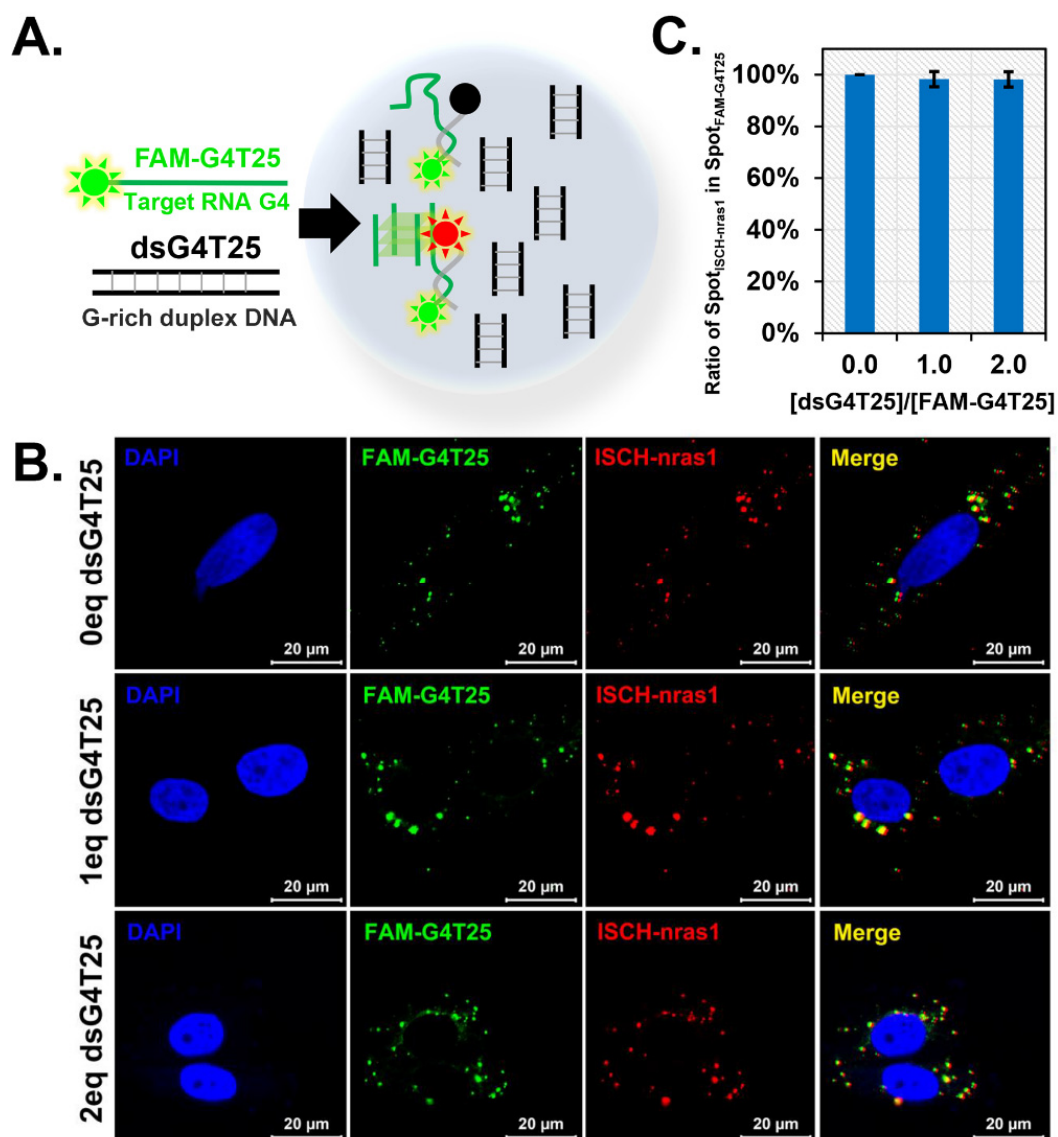 A.
FAM-G4T25
Target RNA G4
dsG4T25
G-rich duplex DNA
C.
Ratio of Spot_ISCH-nras1 in Spot_FAM-G4T25
100%
80%
60%
40%
20%
0%
0.0 1.0 2.0
[dsG4T25]/[FAM-G4T25]
B.
0eq dsG4T25
DAPI FAM-G4T25 ISCH-nras1 Merge
20 µm 20 µm 20 µm 20 µm
1eq dsG4T25
DAPI FAM-G4T25 ISCH-nras1 Merge
20 µm 20 µm 20 µm 20 µm
2eq dsG4T25
DAPI FAM-G4T25 ISCH-nras1 Merge
20 µm 20 µm 20 µm 20 µm